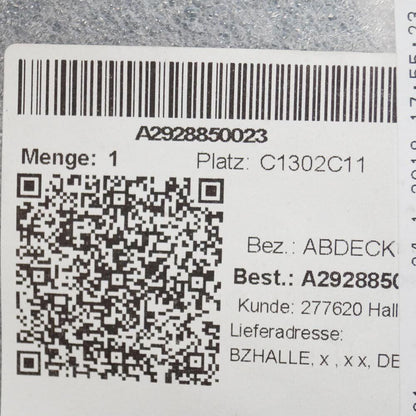 A2928850023
Menge: 1 Platz: C1302C11
Bez.: ABDECK
Best.: A2928850
Kunde: 277620 Hall
Lieferadresse:
BZHALLE, x , x x, DE